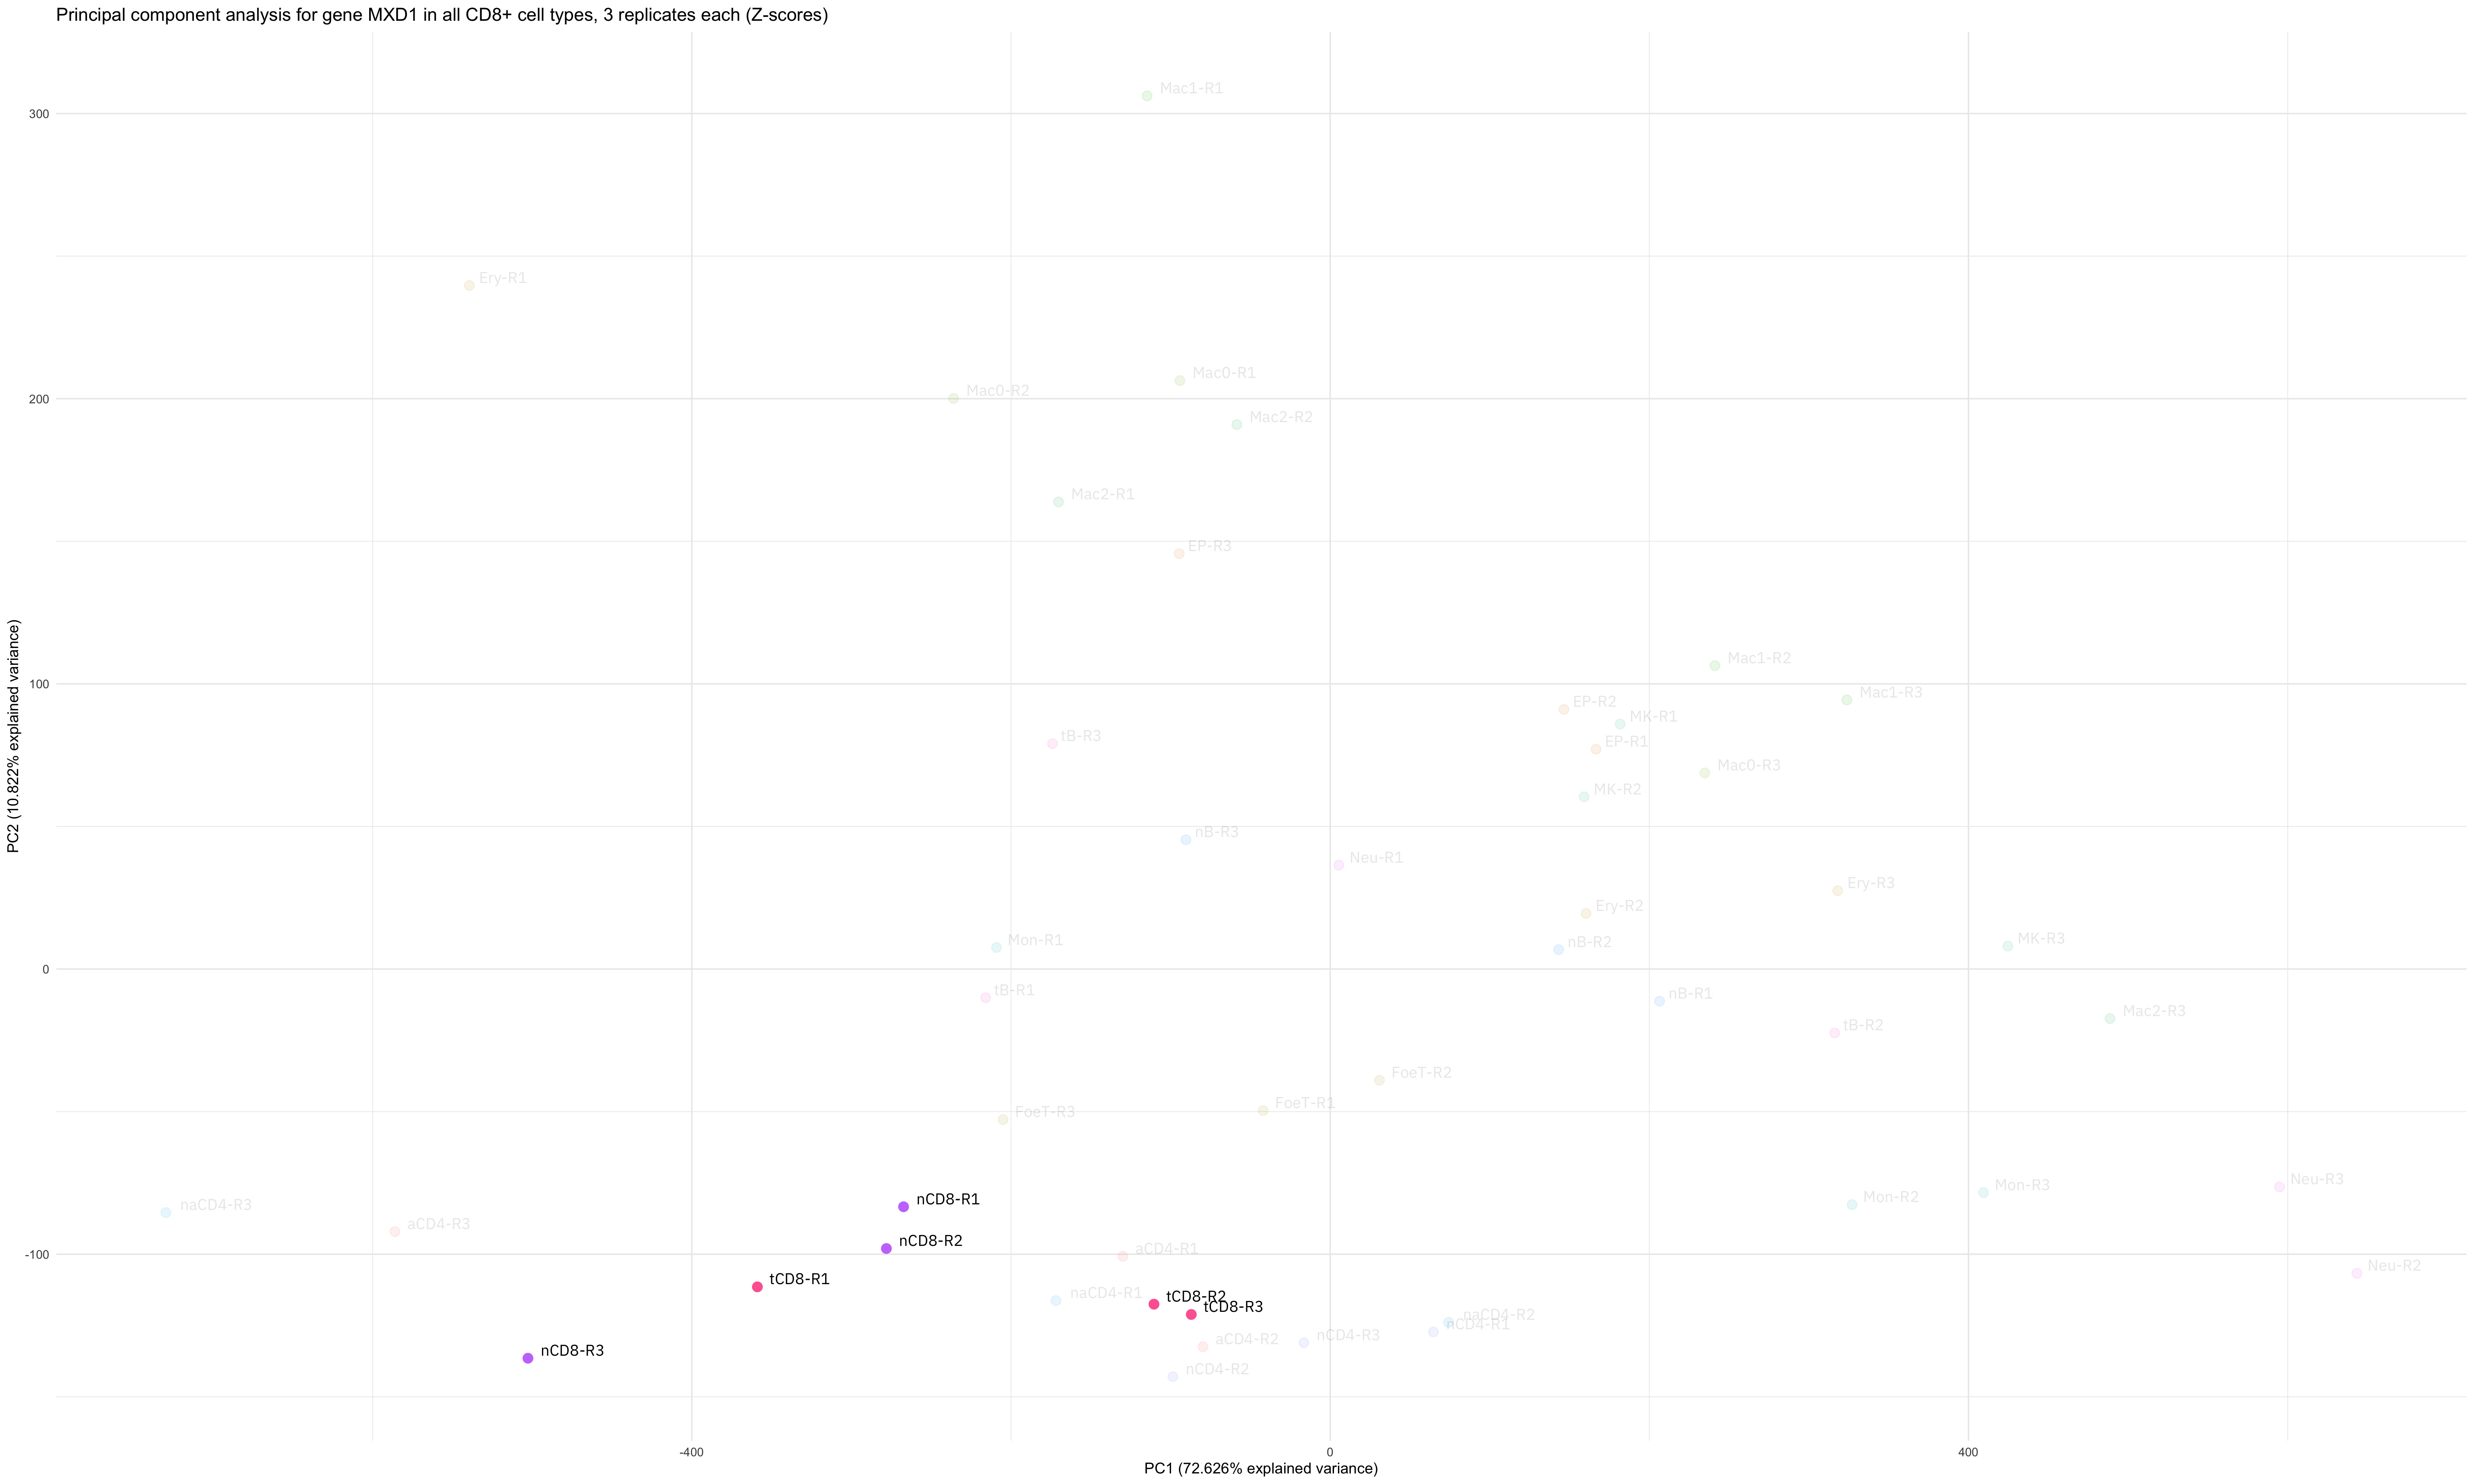 Principal component analysis for gene MXD1 in all CD8+ cell types, 3 replicates each (Z-scores)
Mac1-R1
300
Ery-R1
Mac0-R1
Mac0-R2
200
Mac2-R2
Mac2-R1
EP-R3
Mac1-R2
100
Mac1-R3
EP-R2
MK-R1
tB-R3
EP-R1
Mac0-R3
MK-R2
nB-R3
Neu-R1
Ery-R3
Ery-R2
Mon-R1
nB-R2
MK-R3
0
tB-R1
nB-R1
Mac2-R3
tB-R2
FoeT-R2
FoeT-R1
FoeT-R3
Neu-R3
Mon-R3
Mon-R2
nCD8-R1
naCD4-R3
aCD4-R3
nCD8-R2
aCD4-R1
-100
Neu-R2
tCD8-R1
naCD4-R1
tCD8-R2
tCD8-R3
naCD4-R2
nCD4-R1
nCD4-R3
aCD4-R2
nCD8-R3
nCD4-R2
-400
0
400
PC1 (72.626% explained variance)
PC2 (10.822% explained variance)